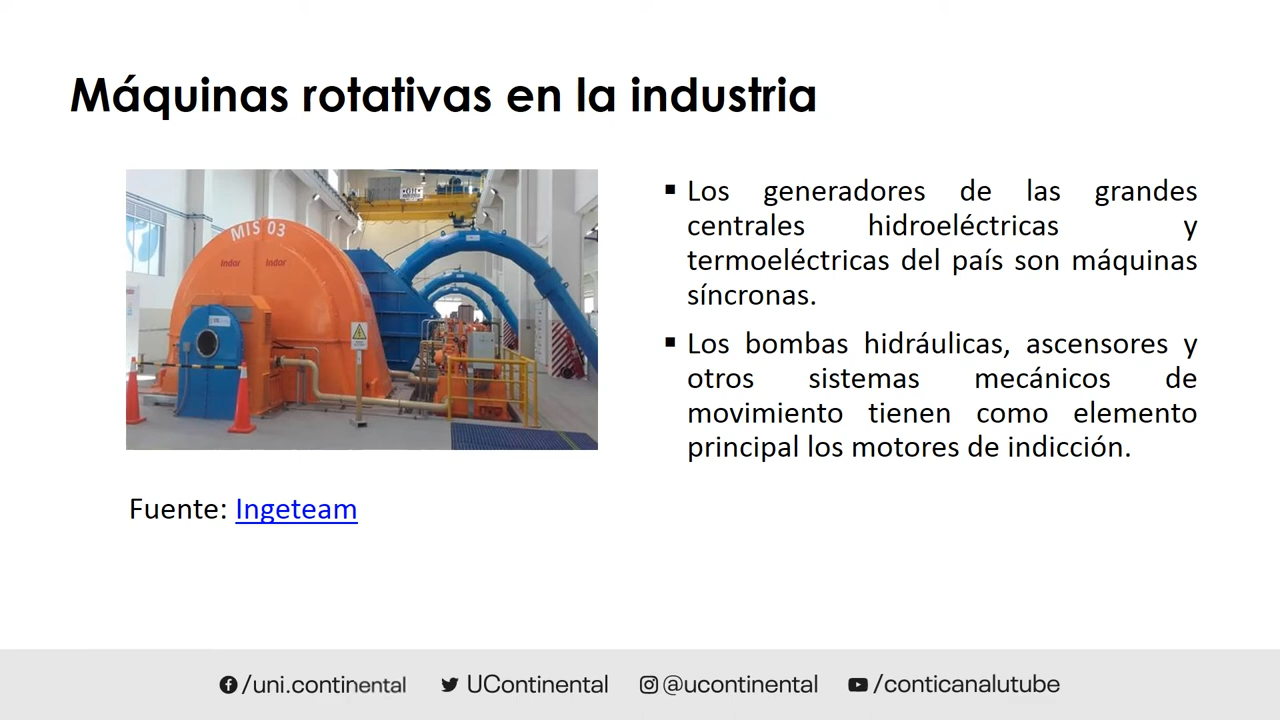 Máquinas rotativas en la industria
MIS 03
Indar
Indar
GH
▪ Los generadores de las grandes
centrales hidroeléctricas y
termoeléctricas del país son máquinas
síncronas.
▪ Los bombas hidráulicas, ascensores y
otros sistemas mecánicos de
movimiento tienen como elemento
principal los motores de indicción.
Fuente: Ingeteam
/uni.continental
UContinental
@ucontinental
/conticanalutube